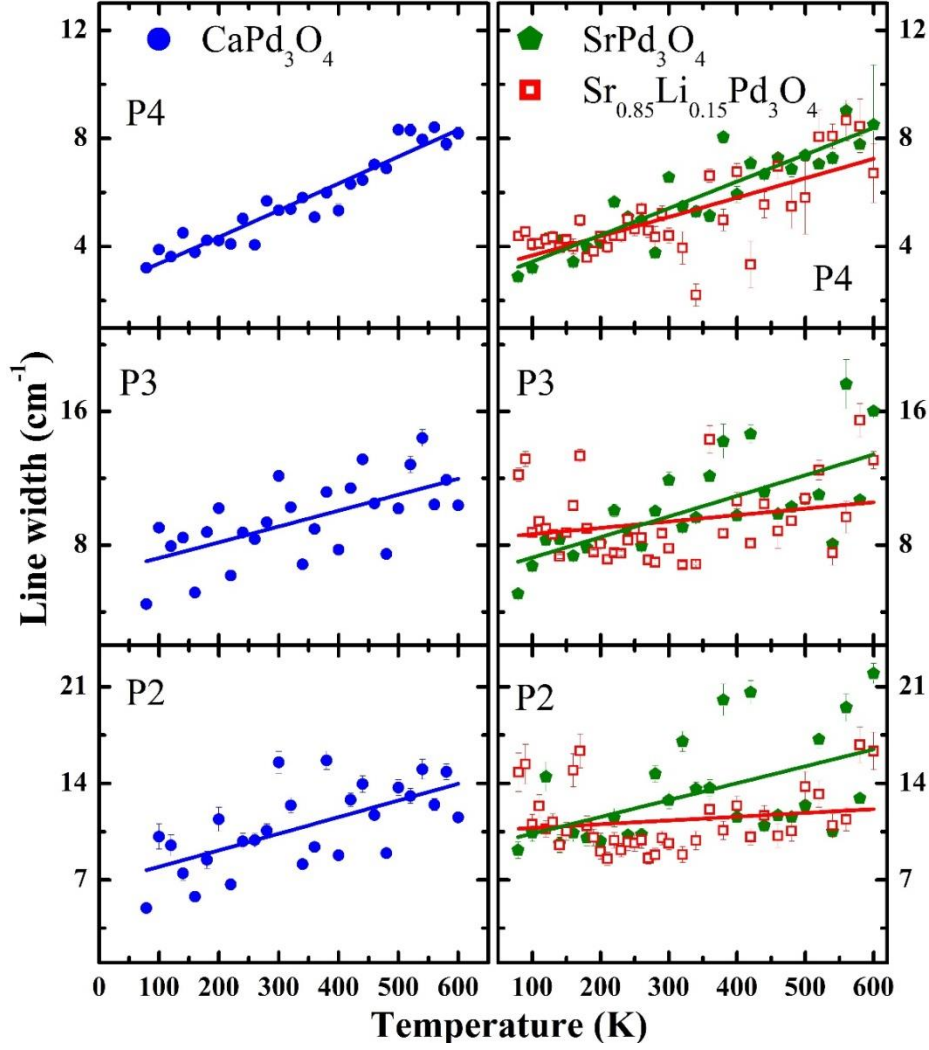 CaPd₃O₄
P4
12
8
4
SrPd₃O₄
Sr₀.₈₅Li₀.₁₅Pd₃O₄
P4
12
8
4
P3
16
8
P3
16
8
P2
21
14
7
P2
21
14
7
Line width (cm⁻¹)
0 100 200 300 400 500 600
100 200 300 400 500 600
Temperature (K)